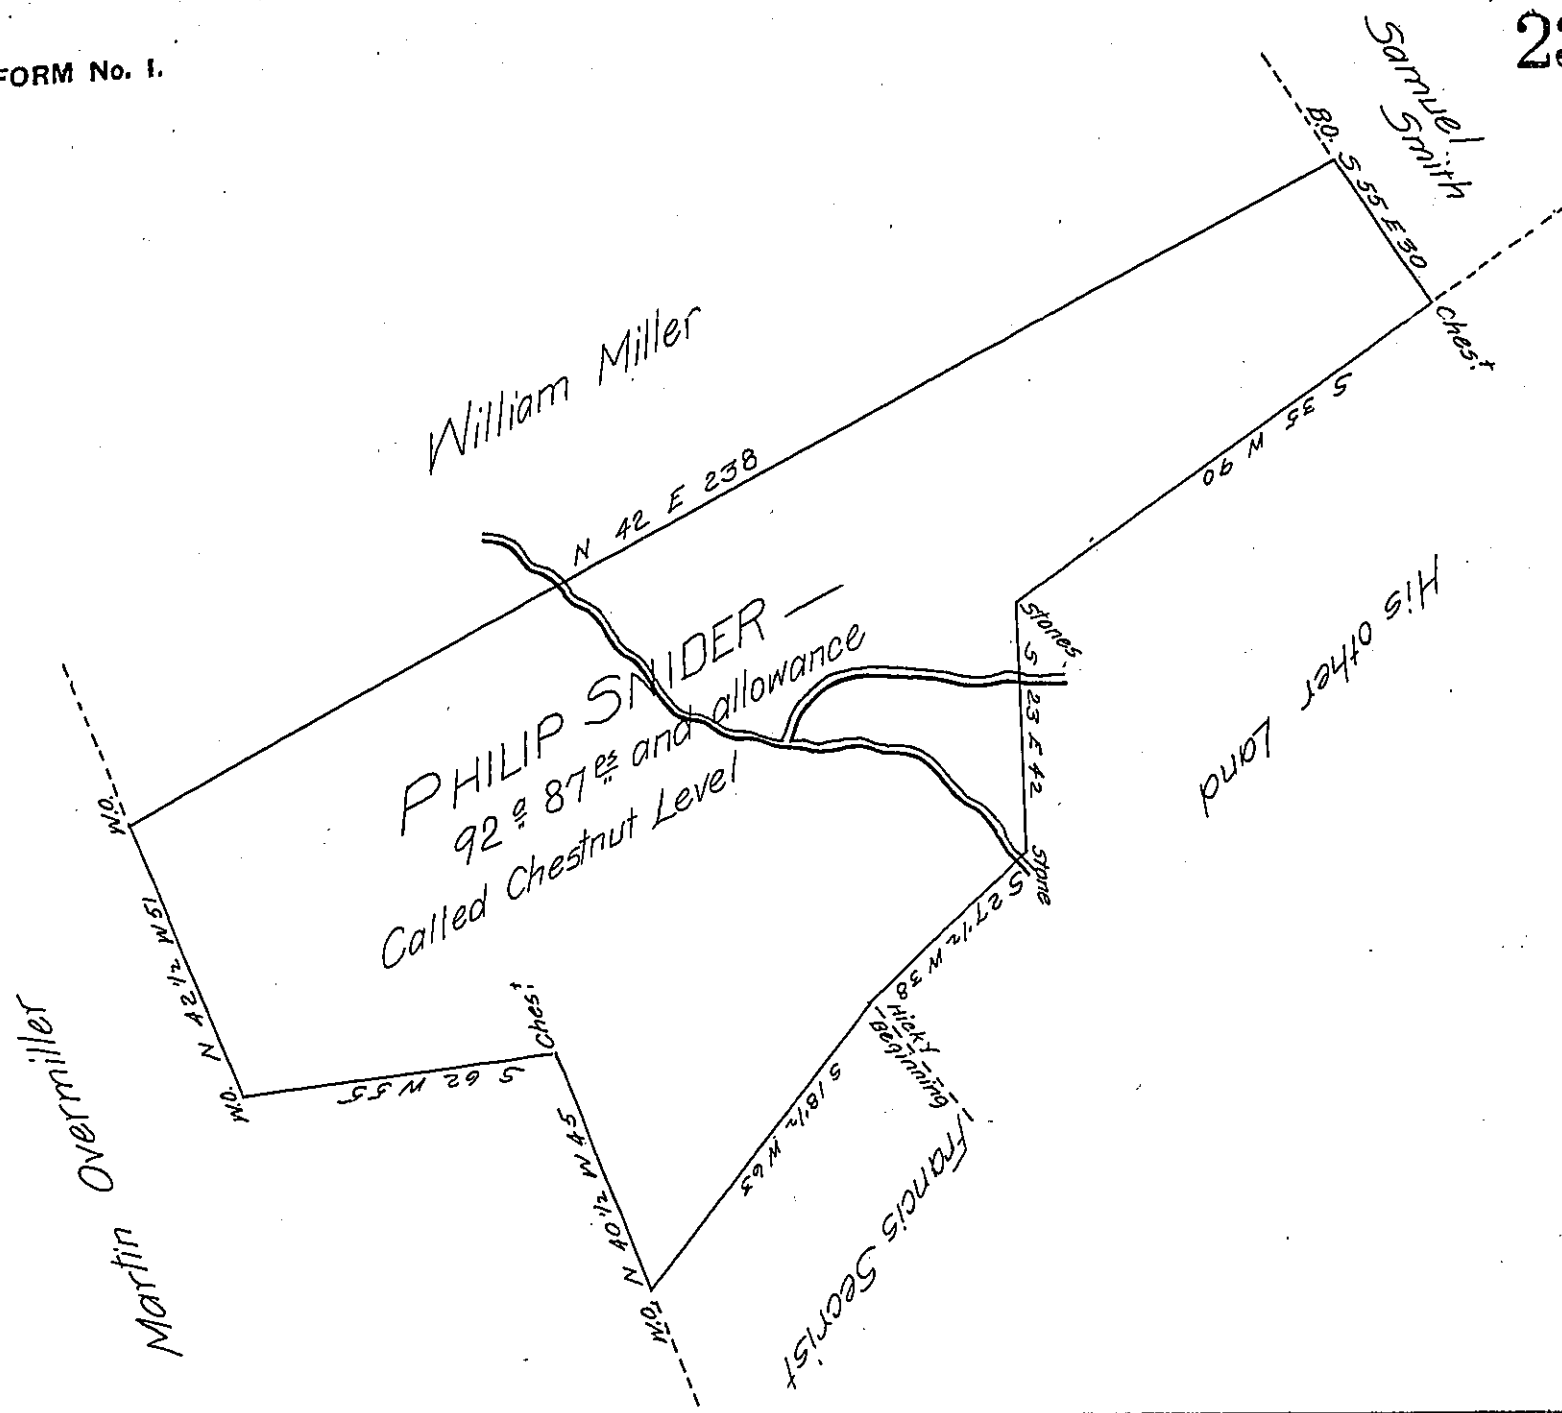 FORM No. 1.
Samuel
Smith
B.O.
S 55 E 30
Chest
William Miller
N 42 E 238
S 35 W 90
His other Land
Stones
S 23 E 42
Stone
PHILIP SNIDER —
92 a 87 ps and allowance
Called Chestnut Level
S 27 1/2 W 38
Hicky
Beginning
S 18 1/2 W 63
Francis Secrist
W.O.
N 40 1/2 W 45
Chest
S 62 W 55
W.O.
N 42 1/2 W 51
W.O.
Martin Overmiller